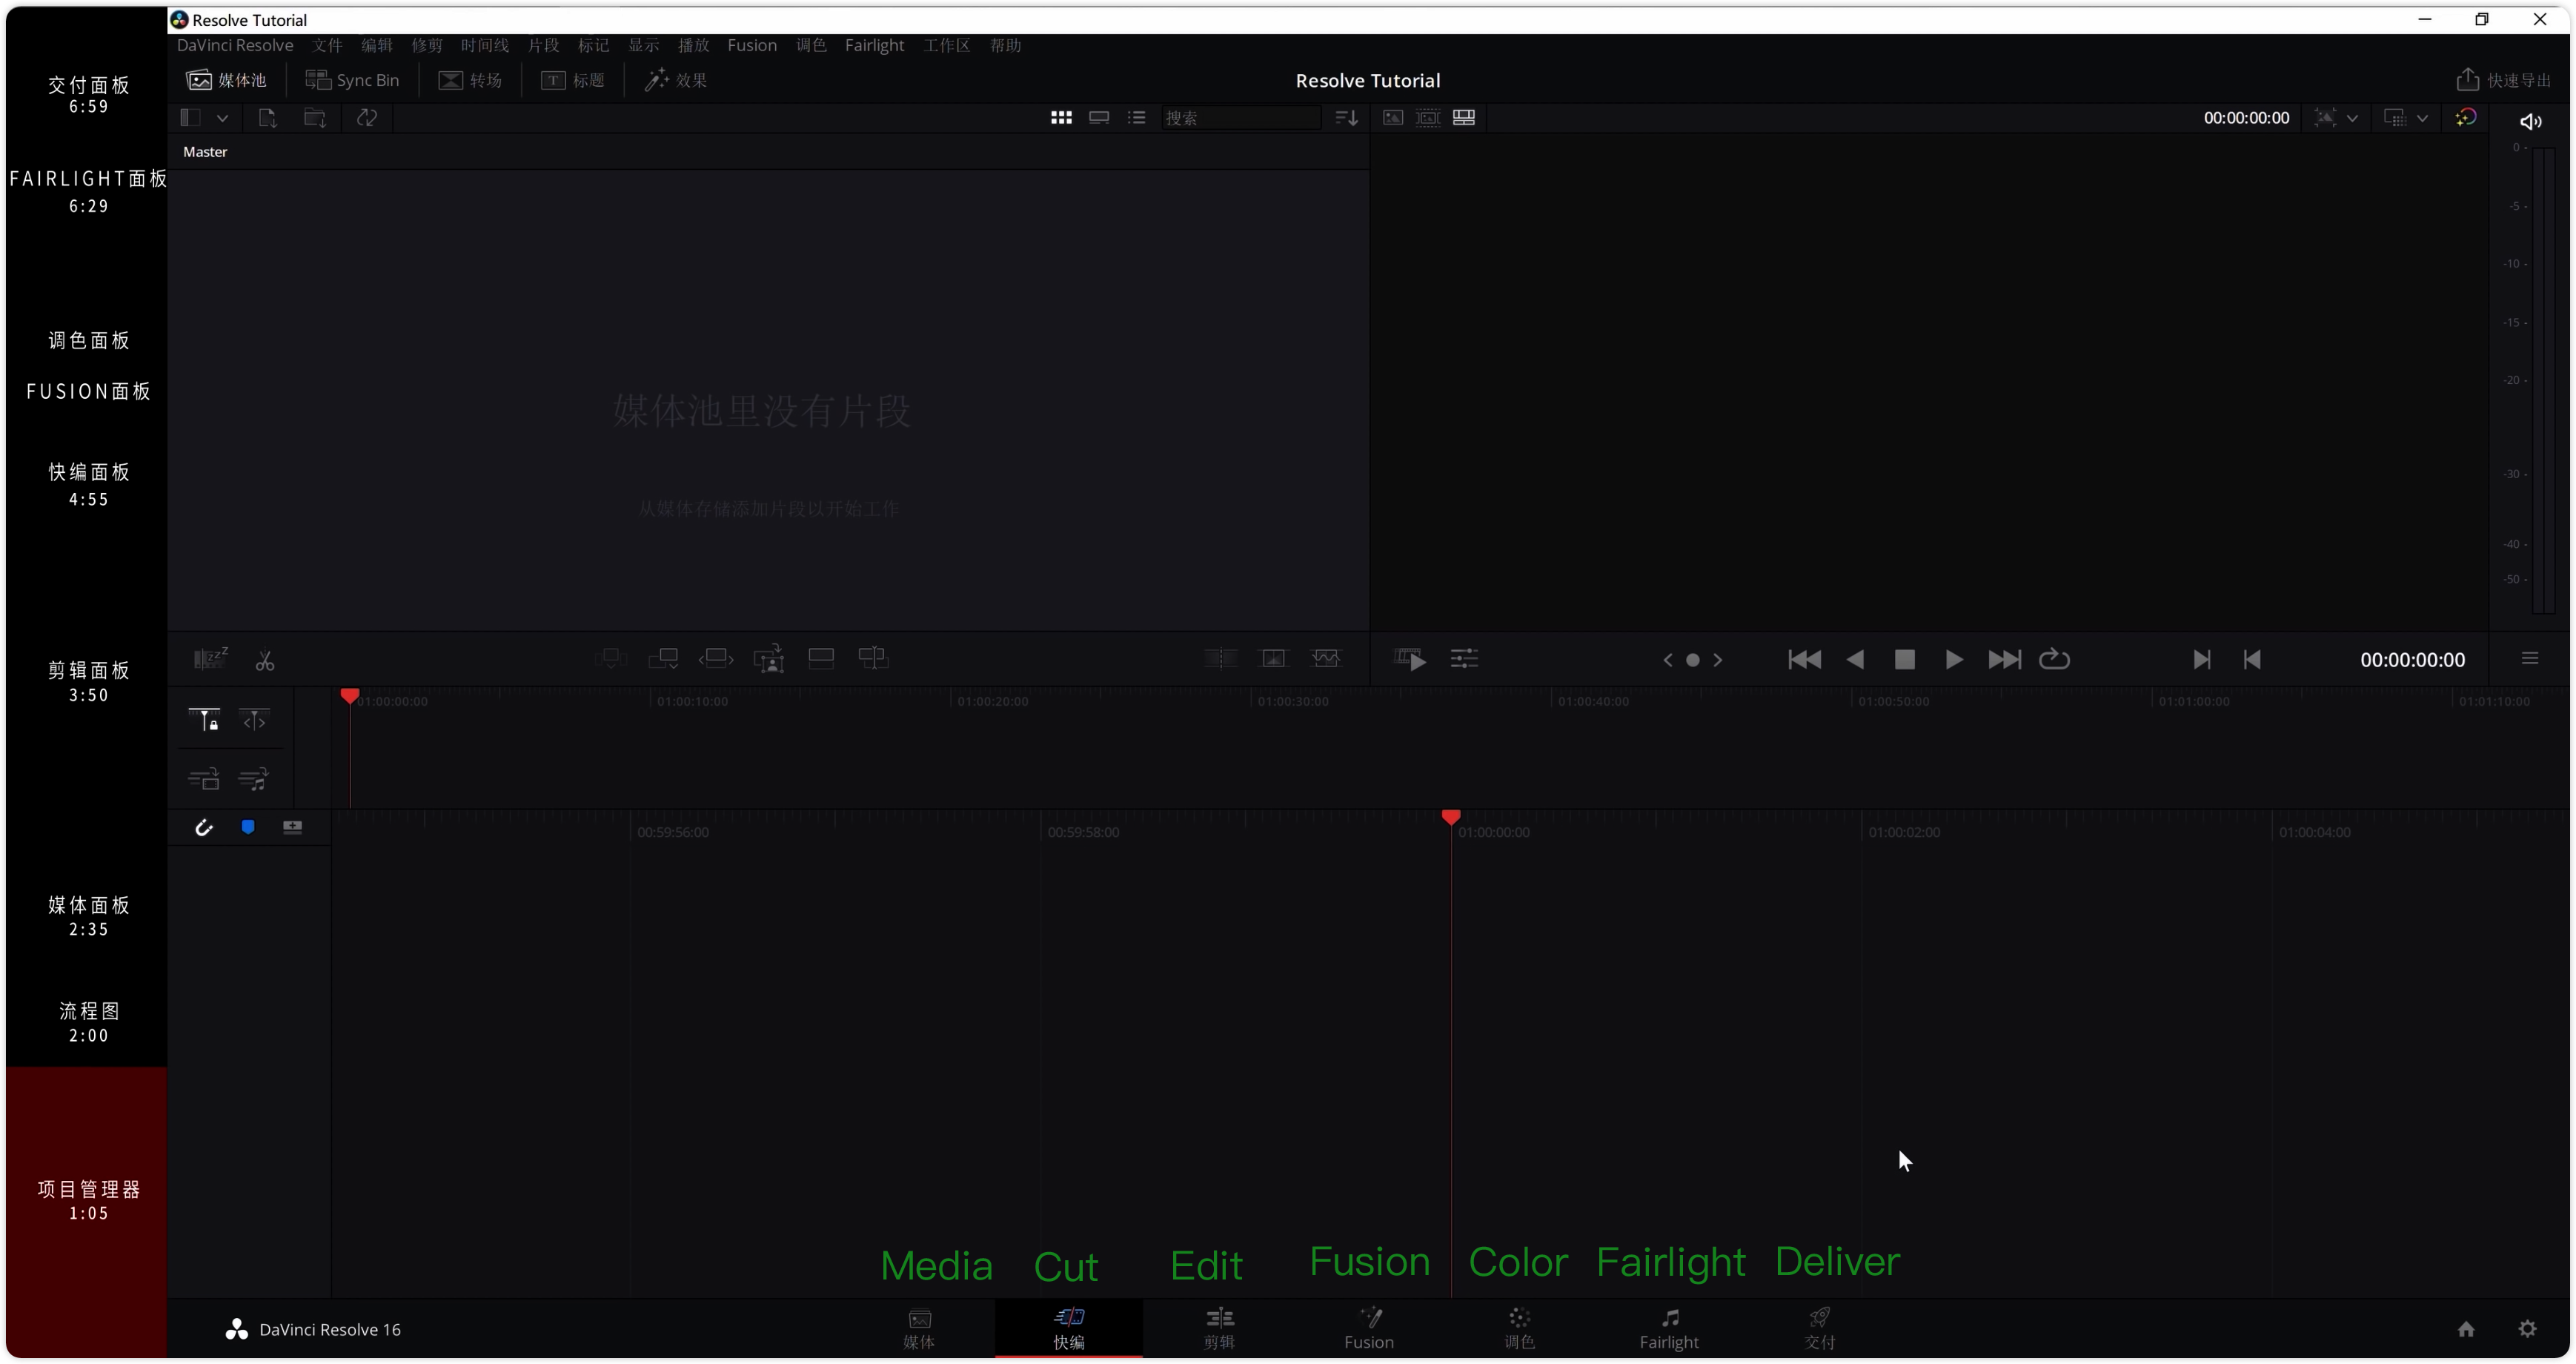 Resolve Tutorial
DaVinci Resolve 文件 编辑 修剪 时间线 片段 标记 显示 播放 Fusion 调色 Fairlight 工作区 帮助
媒体池 Sync Bin 转场 标题 效果 Resolve Tutorial 快速导出
搜索 00:00:00:00
Master
媒体池里没有片段
从媒体存储添加片段以开始工作
0
-5
-10
-15
-20
-30
-40
-50
00:00:00:00
01:00:00:00 01:00:10:00 01:00:20:00 01:00:30:00 01:00:40:00 01:00:50:00 01:01:00:00 01:01:10:00
00:59:56:00 00:59:58:00 01:00:00:00 01:00:02:00 01:00:04:00
Media Cut Edit Fusion Color Fairlight Deliver
DaVinci Resolve 16 媒体 快编 剪辑 Fusion 调色 Fairlight 交付
交付面板
6:59
FAIRLIGHT面板
6:29
调色面板
FUSION面板
快编面板
4:55
剪辑面板
3:50
媒体面板
2:35
流程图
2:00
项目管理器
1:05